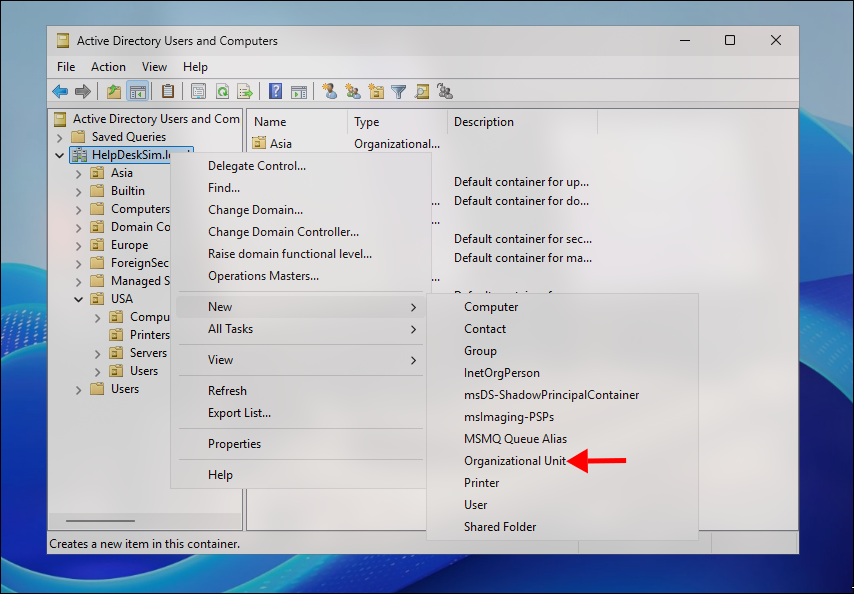 Active Directory Users and Computers
File Action View Help
Active Directory Users and Com
Saved Queries
HelpDeskSim.l
Asia
Builtin
Computers
Domain Co
Europe
ForeignSec
Managed S
USA
Compu
Printers
Servers
Users
Users
Name Type Description
Asia Organizational...
Default container for up...
Default container for do...
Default container for sec...
Default container for ma...
Delegate Control...
Find...
Change Domain...
Change Domain Controller...
Raise domain functional level...
Operations Masters...
New
All Tasks
View
Refresh
Export List...
Properties
Help
Computer
Contact
Group
InetOrgPerson
msDS-ShadowPrincipalContainer
msImaging-PSPs
MSMQ Queue Alias
Organizational Unit
Printer
User
Shared Folder
Creates a new item in this container.